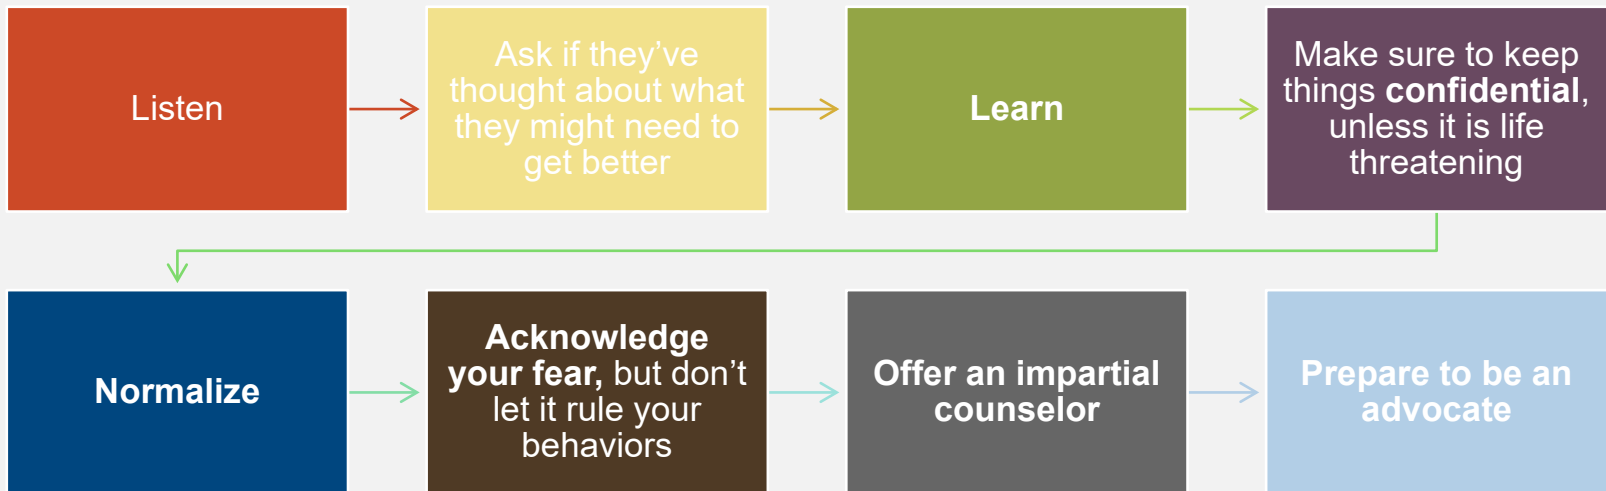 Listen
Ask if they’ve
thought about what
they might need to
get better
Learn
Make sure to keep
things confidential,
unless it is life
threatening
Normalize
Acknowledge
your fear, but don’t
let it rule your
behaviors
Offer an impartial
counselor
Prepare to be an
advocate